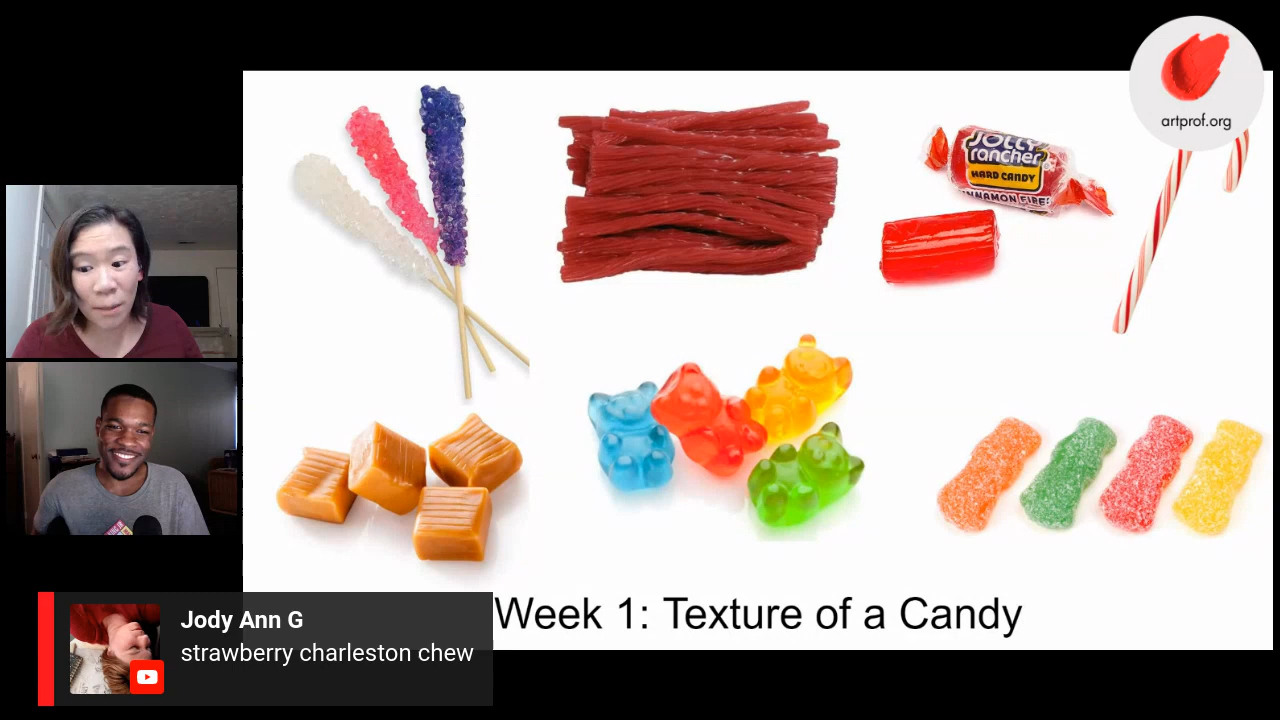 artprof.org
JOLLY
rancher
HARD CANDY
CINNAMON FIRE
Week 1: Texture of a Candy
Jody Ann G
strawberry charleston chew